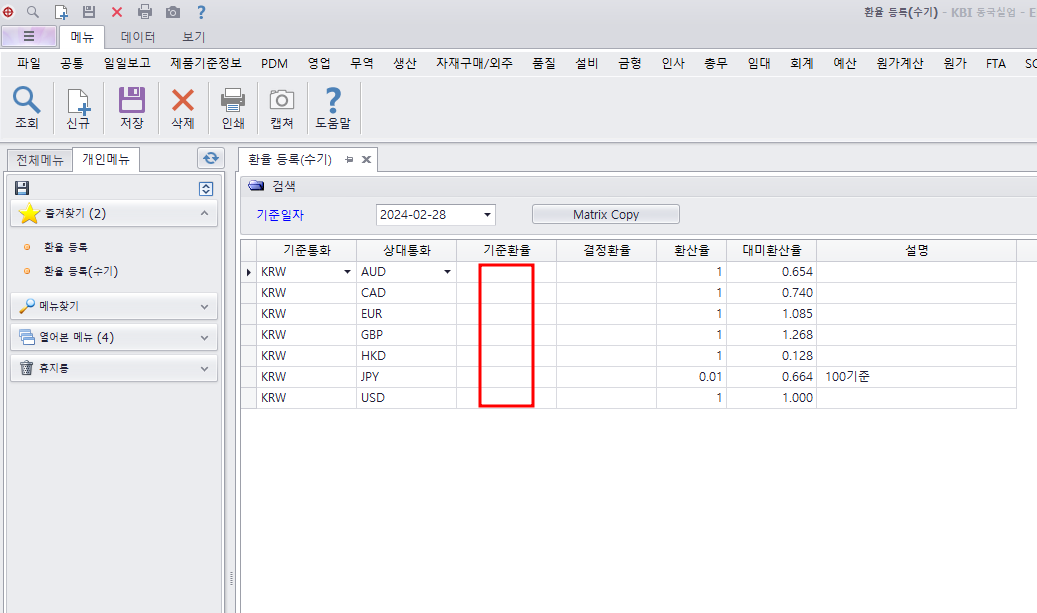 환율 등록(수기) - KBI 동국실업 - E
메뉴 데이터 보기
파일 공통 일일보고 제품기준정보 PDM 영업 무역 생산 자재구매/외주 품질 설비 금형 인사 총무 임대 회계 예산 원가계산 원가 FTA SC
조회 신규 저장 삭제 인쇄 캡쳐 도움말
전체메뉴 개인메뉴
즐겨찾기 (2)
환율 등록
환율 등록(수기)
메뉴찾기
열어본 메뉴 (4)
휴지통
환율 등록(수기)
검색
기준일자 2024-02-28 Matrix Copy
기준통화 상대통화 기준환율 결정환율 환산율 대미환산율 설명
KRW AUD 1 0.654
KRW CAD 1 0.740
KRW EUR 1 1.085
KRW GBP 1 1.268
KRW HKD 1 0.128
KRW JPY 0.01 0.664 100기준
KRW USD 1 1.000